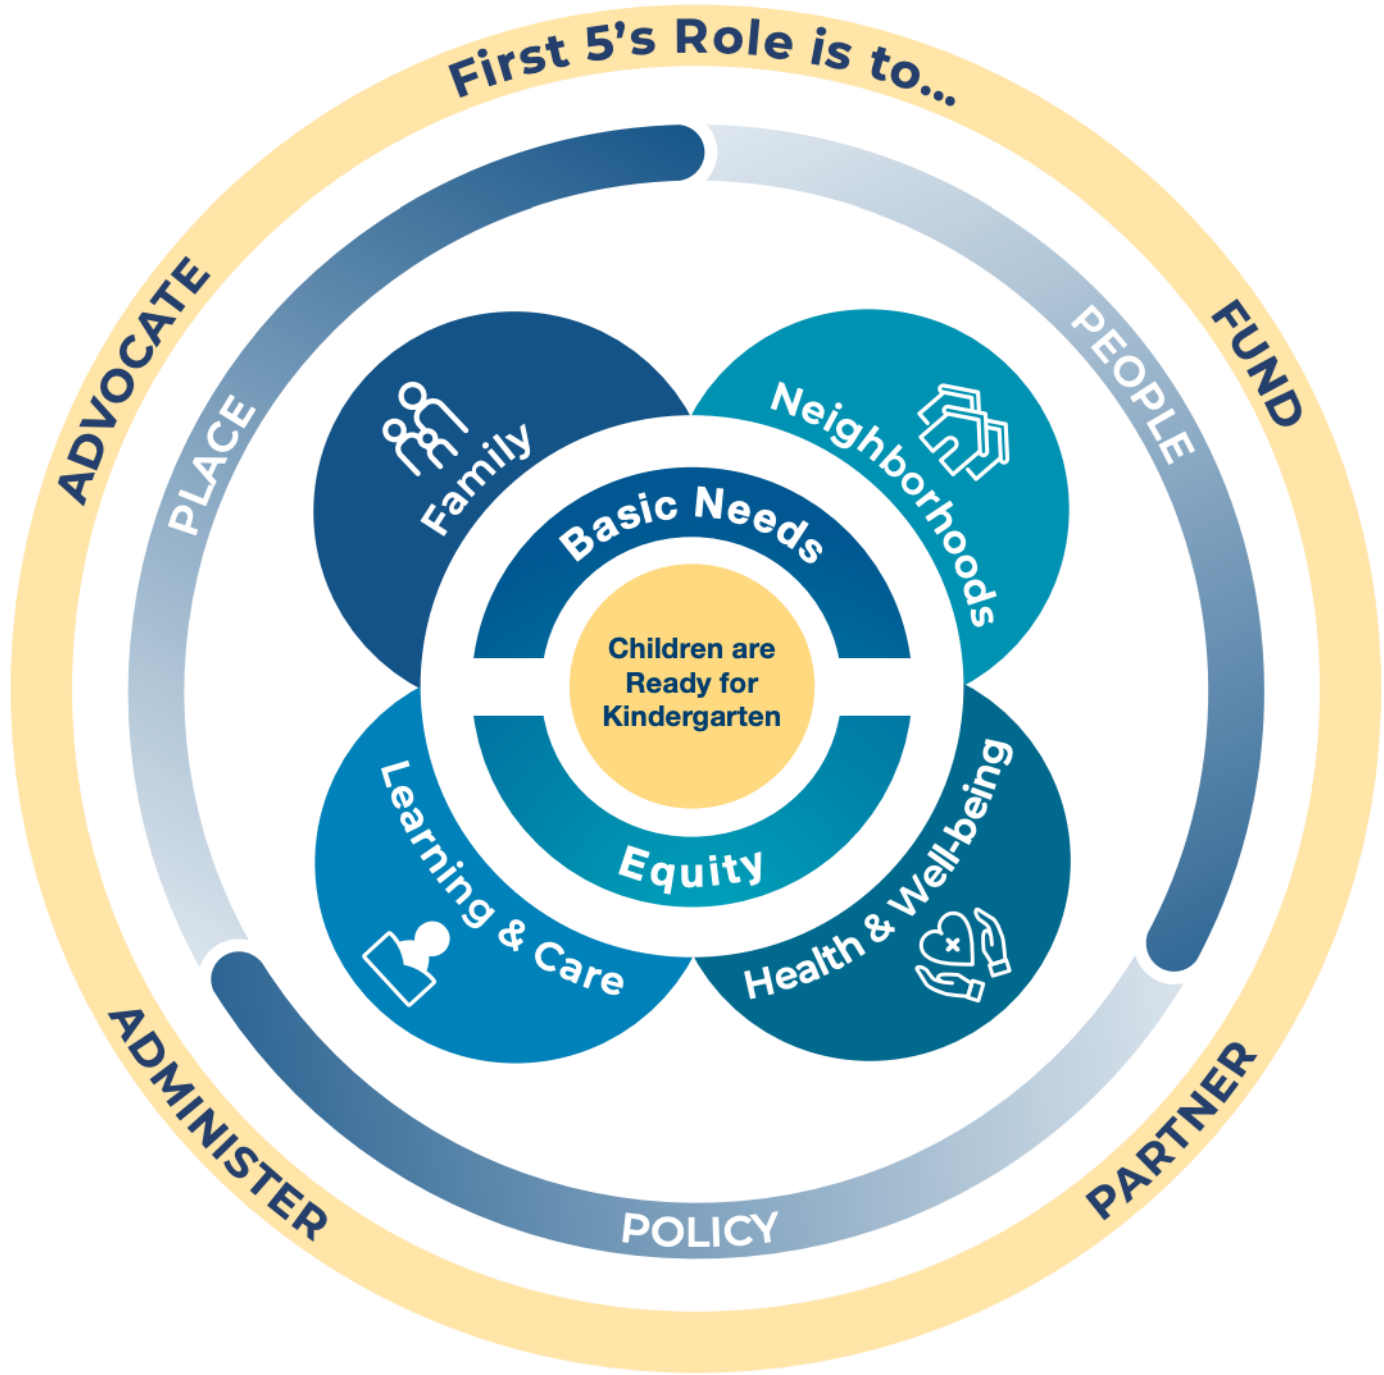 First 5’s Role is to...
ADVOCATE
FUND
PLACE
PEOPLE
Family
Neighborhoods
Basic Needs
Children are
Ready for
Kindergarten
Equity
Learning & Care
Health & Well-being
ADMINISTER
PARTNER
POLICY